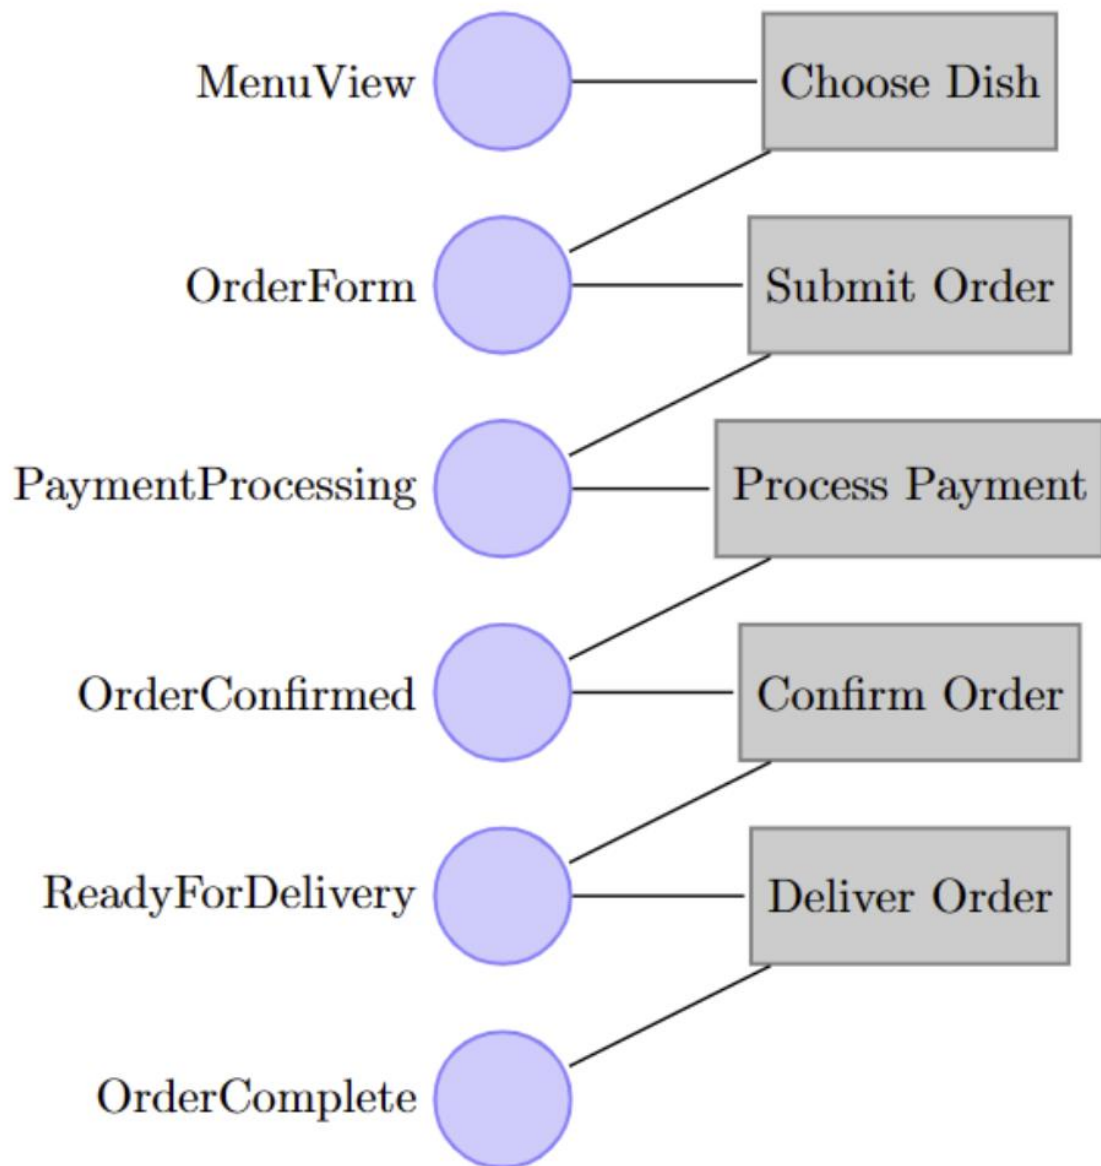 MenuView
Choose Dish
OrderForm
Submit Order
PaymentProcessing
Process Payment
OrderConfirmed
Confirm Order
ReadyForDelivery
Deliver Order
OrderComplete